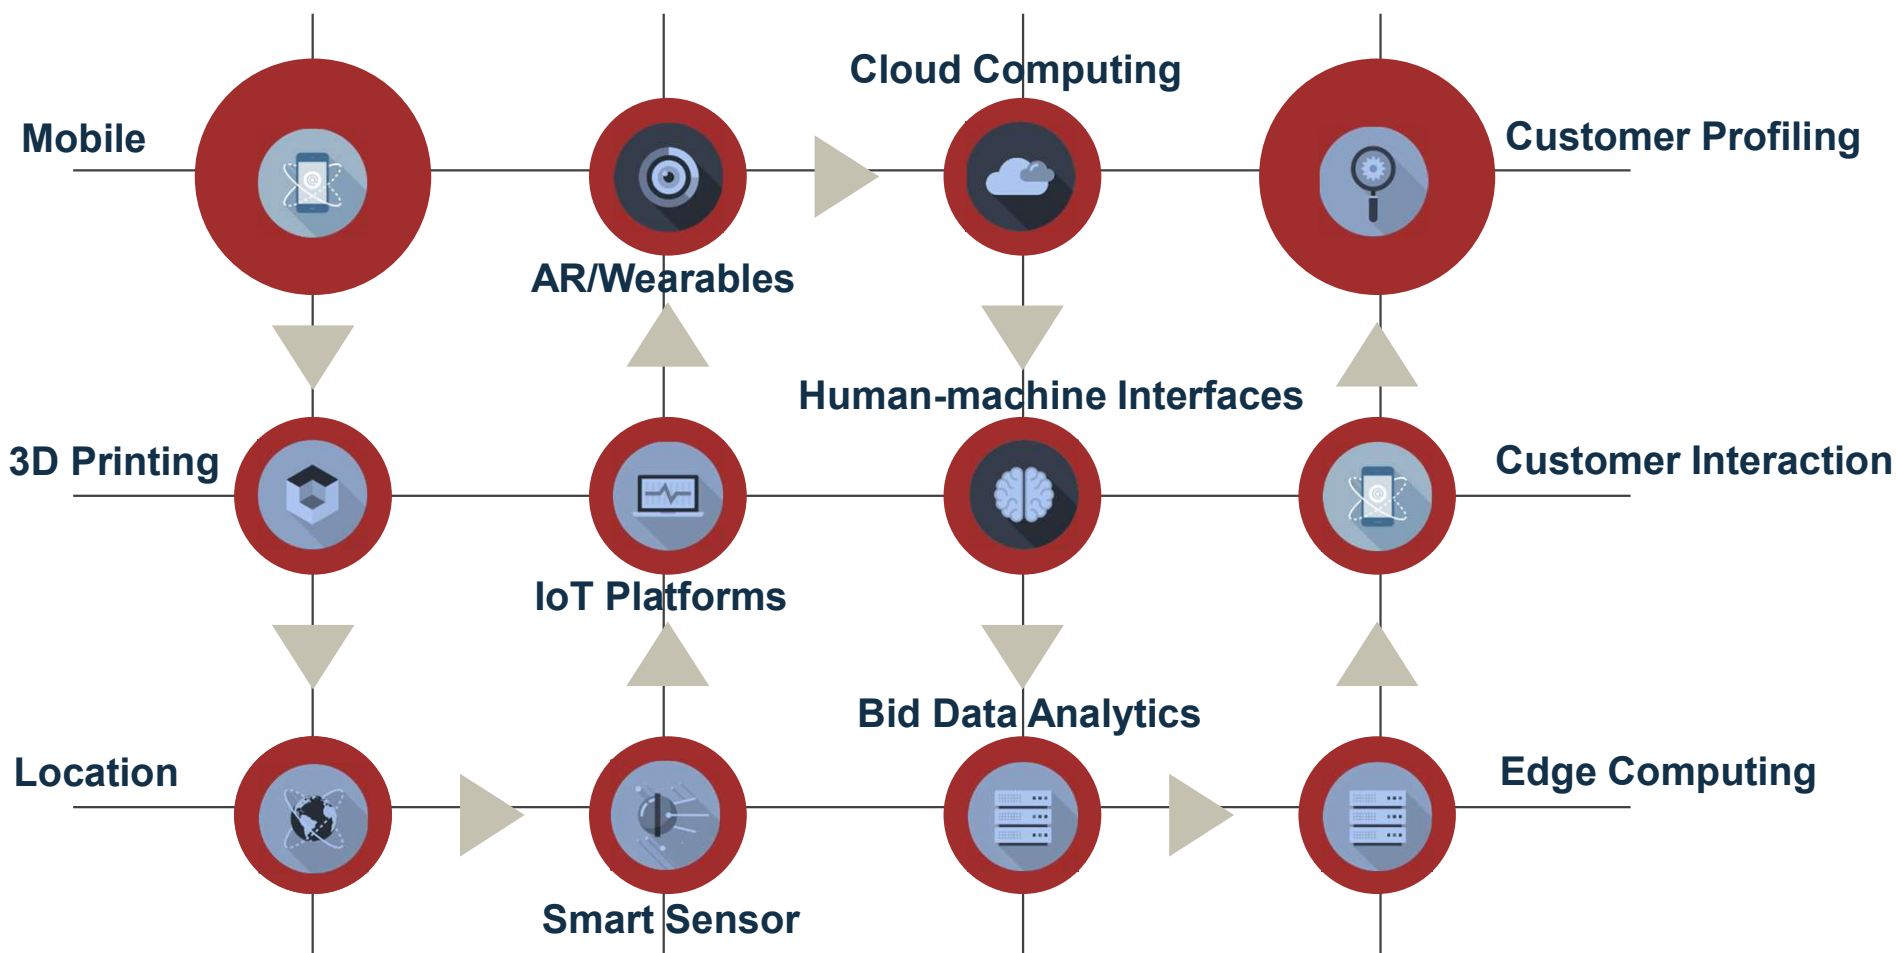 Cloud Computing
Mobile
Customer Profiling
AR/Wearables
Human-machine Interfaces
3D Printing
Customer Interaction
IoT Platforms
Bid Data Analytics
Location
Edge Computing
Smart Sensor